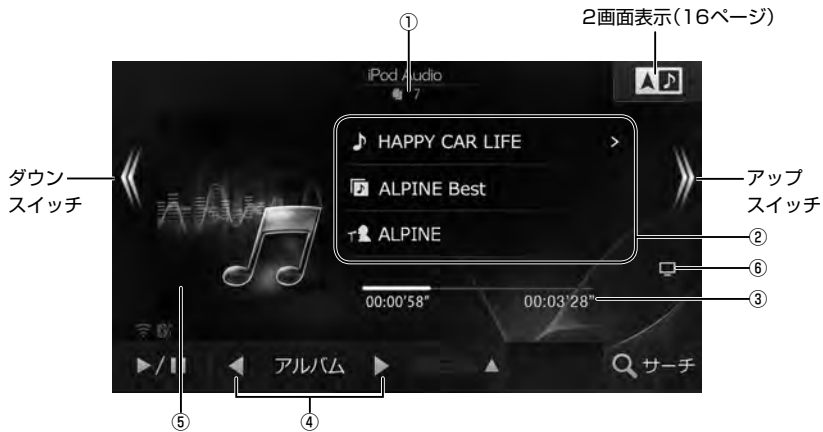 ① 2画面表示(16ページ)
iPod Audio
7
HAPPY CAR LIFE >
ALPINE Best
T ALPINE
ダウン
スイッチ
アップ
スイッチ
②
⑥
00:00'58" 00:03'28" ③
▶/❚❚ ◀ アルバム ▶ ▲ サーチ
⑤ ④